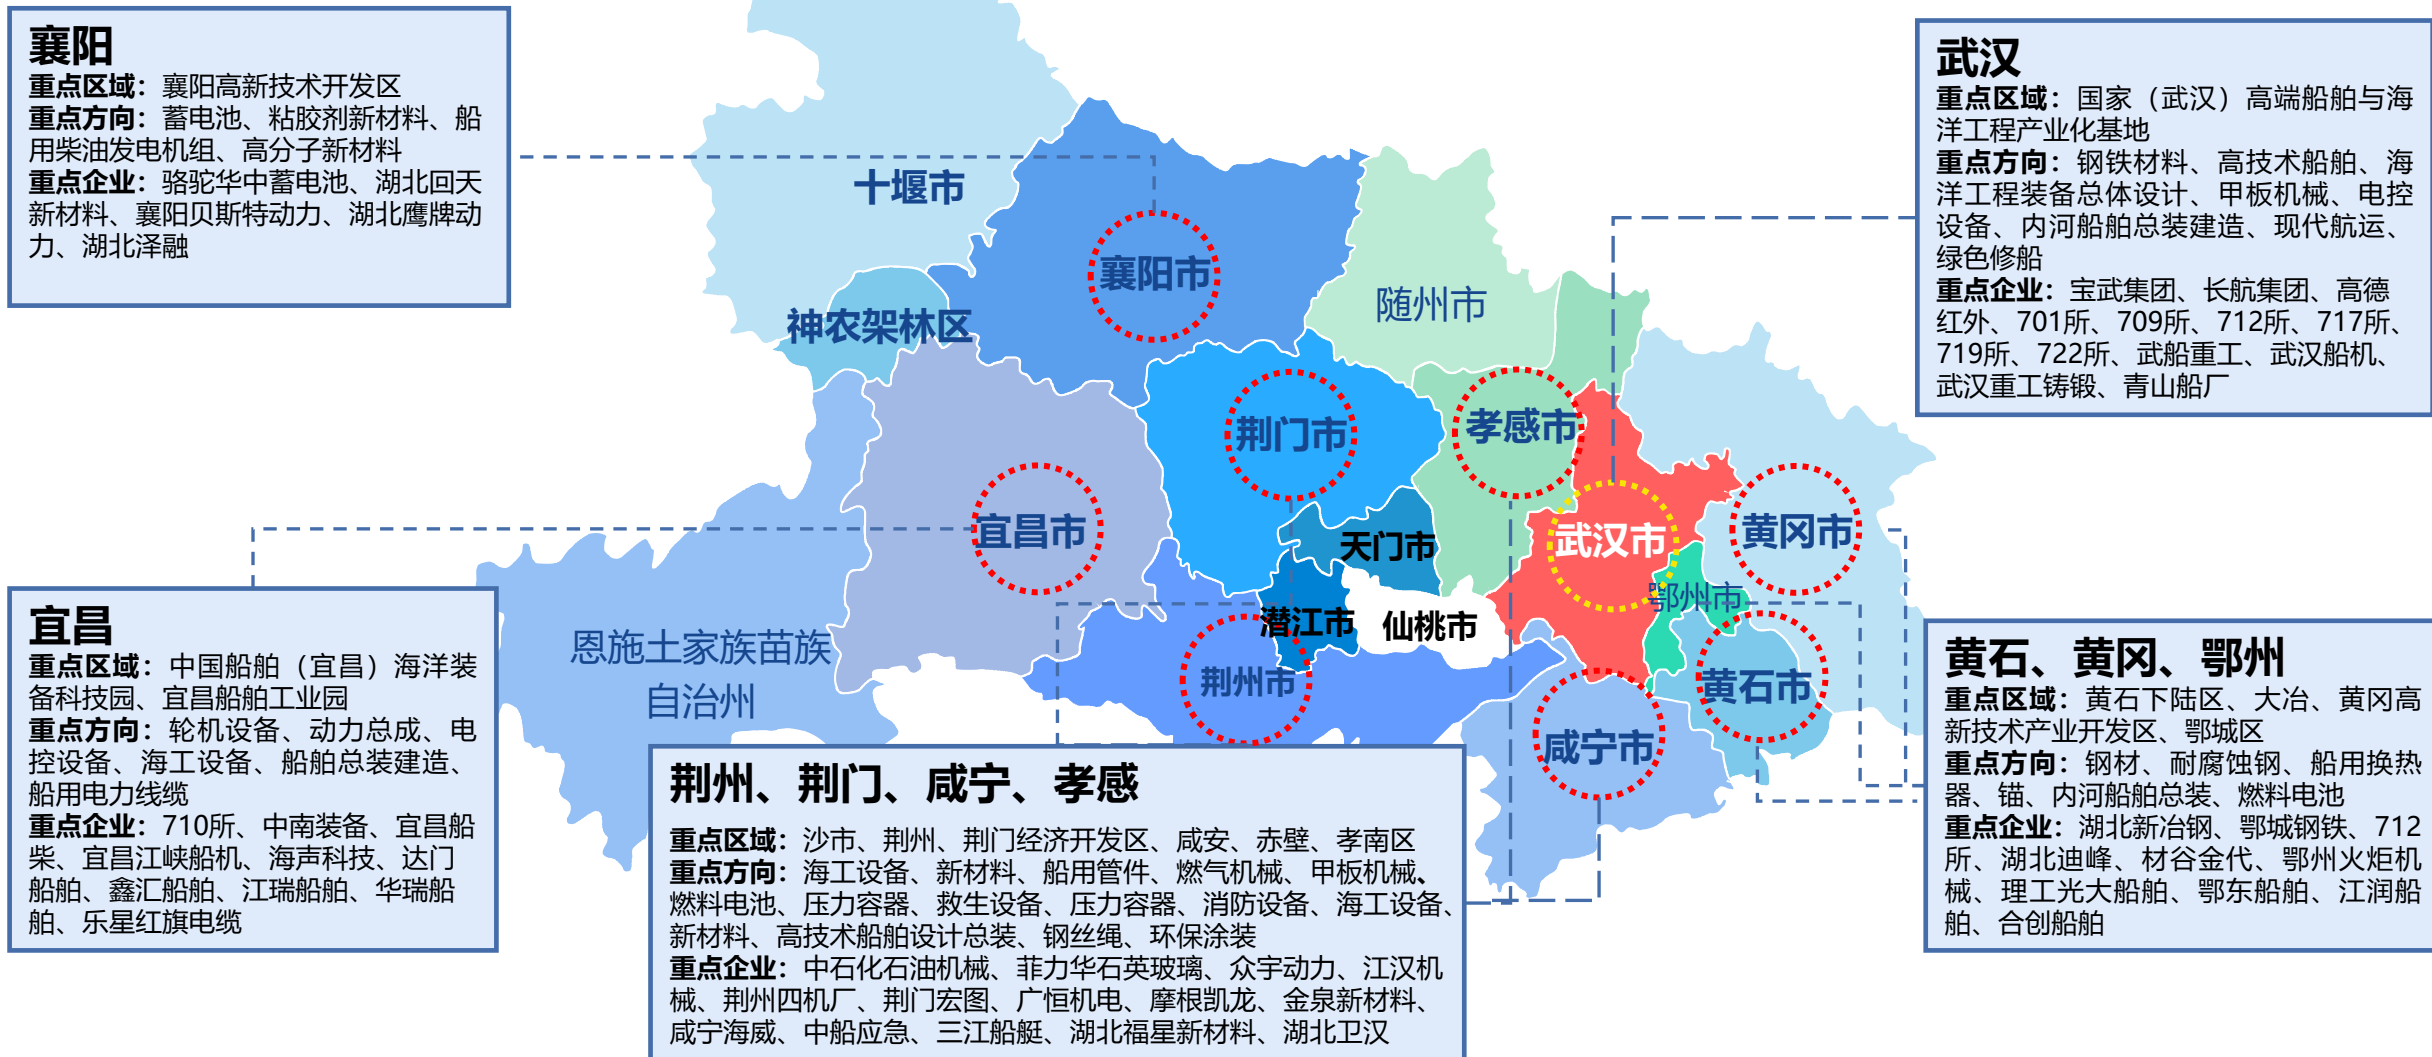 襄阳
重点区域：襄阳高新技术开发区
重点方向：蓄电池、粘胶剂新材料、船
用柴油发电机组、高分子新材料
重点企业：骆驼华中蓄电池、湖北回天
新材料、襄阳贝斯特动力、湖北鹰牌动
力、湖北泽融
武汉
重点区域：国家（武汉）高端船舶与海
洋工程产业化基地
重点方向：钢铁材料、高技术船舶、海
洋工程装备总体设计、甲板机械、电控
设备、内河船舶总装建造、现代航运、
绿色修船
重点企业：宝武集团、长航集团、高德
红外、701所、709所、712所、717所、
719所、722所、武船重工、武汉船机、
武汉重工铸锻、青山船厂
十堰市
襄阳市
随州市
神农架林区
荆门市
孝感市
宜昌市
天门市
武汉市
黄冈市
鄂州市
潜江市
仙桃市
恩施土家族苗族
自治州
荆州市
黄石市
咸宁市
宜昌
重点区域：中国船舶（宜昌）海洋装
备科技园、宜昌船舶工业园
重点方向：轮机设备、动力总成、电
控设备、海工设备、船舶总装建造、
船用电力线缆
重点企业：710所、中南装备、宜昌船
柴、宜昌江峡船机、海声科技、达门
船舶、鑫汇船舶、江瑞船舶、华瑞船
舶、乐星红旗电缆
荆州、荆门、咸宁、孝感
重点区域：沙市、荆州、荆门经济开发区、咸安、赤壁、孝南区
重点方向：海工设备、新材料、船用管件、燃气机械、甲板机械、
燃料电池、压力容器、救生设备、压力容器、消防设备、海工设备、
新材料、高技术船舶设计总装、钢丝绳、环保涂装
重点企业：中石化石油机械、菲力华石英玻璃、众宇动力、江汉机
械、荆州四机厂、荆门宏图、广恒机电、摩根凯龙、金泉新材料、
咸宁海威、中船应急、三江船艇、湖北福星新材料、湖北卫汉
黄石、黄冈、鄂州
重点区域：黄石下陆区、大冶、黄冈高
新技术产业开发区、鄂城区
重点方向：钢材、耐腐蚀钢、船用换热
器、锚、内河船舶总装、燃料电池
重点企业：湖北新冶钢、鄂城钢铁、712
所、湖北迪峰、材谷金代、鄂州火炬机
械、理工光大船舶、鄂东船舶、江润船
舶、合创船舶